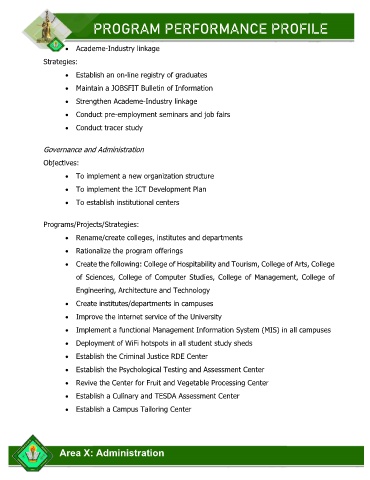 PROGRAM PERFORMANCE PROFILE
• Academe-Industry linkage
Strategies:
• Establish an on-line registry of graduates
• Maintain a JOBSFIT Bulletin of Information
• Strengthen Academe-Industry linkage
• Conduct pre-employment seminars and job fairs
• Conduct tracer study
Governance and Administration
Objectives:
• To implement a new organization structure
• To implement the ICT Development Plan
• To establish institutional centers
Programs/Projects/Strategies:
• Rename/create colleges, institutes and departments
• Rationalize the program offerings
• Create the following: College of Hospitability and Tourism, College of Arts, College
of Sciences, College of Computer Studies, College of Management, College of
Engineering, Architecture and Technology
• Create institutes/departments in campuses
• Improve the internet service of the University
• Implement a functional Management Information System (MIS) in all campuses
• Deployment of WiFi hotspots in all student study sheds
• Establish the Criminal Justice RDE Center
• Establish the Psychological Testing and Assessment Center
• Revive the Center for Fruit and Vegetable Processing Center
• Establish a Culinary and TESDA Assessment Center
• Establish a Campus Tailoring Center
Area X: Administration